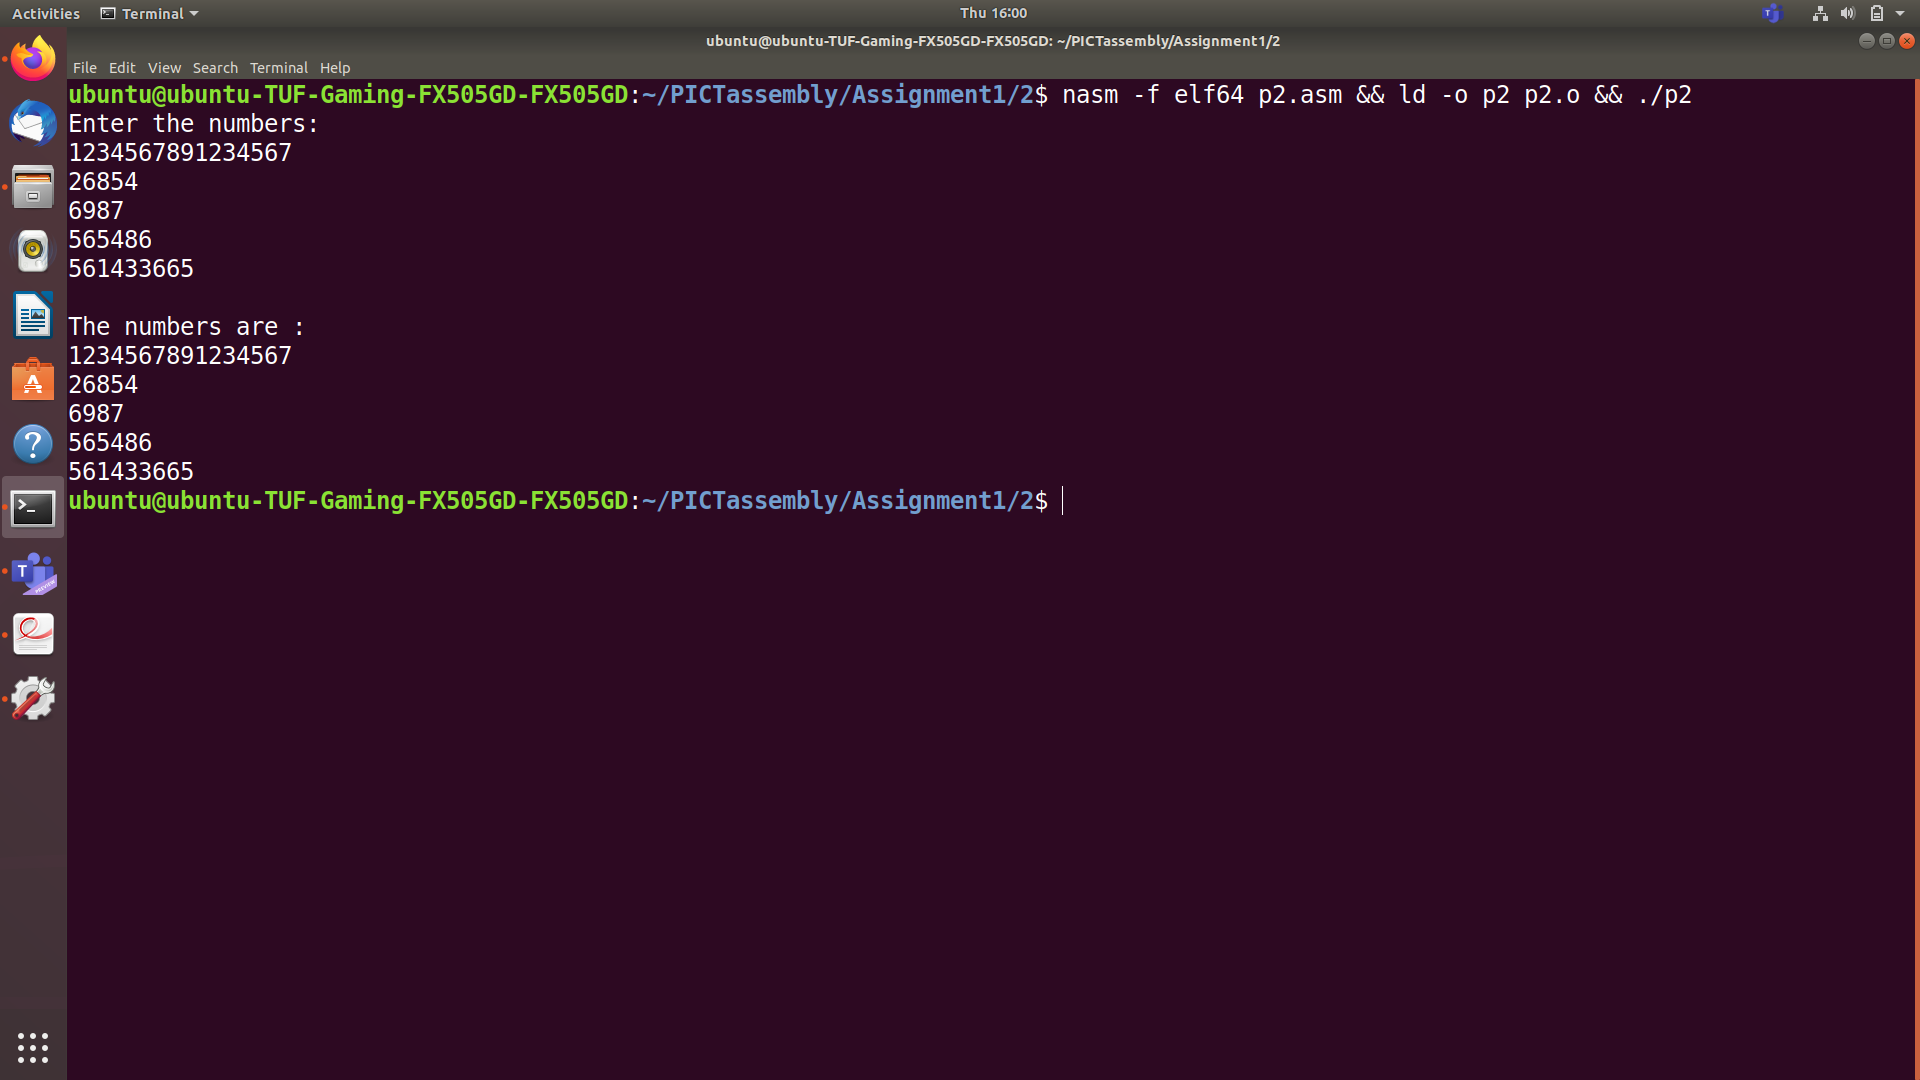 Activities Terminal Thu 16:00
ubuntu@ubuntu-TUF-Gaming-FX505GD-FX505GD: ~/PICTassembly/Assignment1/2
File Edit View Search Terminal Help
ubuntu@ubuntu-TUF-Gaming-FX505GD-FX505GD:~/PICTassembly/Assignment1/2$ nasm -f elf64 p2.asm && ld -o p2 p2.o && ./p2
Enter the numbers:
1234567891234567
26854
6987
565486
561433665
The numbers are :
1234567891234567
26854
6987
565486
561433665
ubuntu@ubuntu-TUF-Gaming-FX505GD-FX505GD:~/PICTassembly/Assignment1/2$